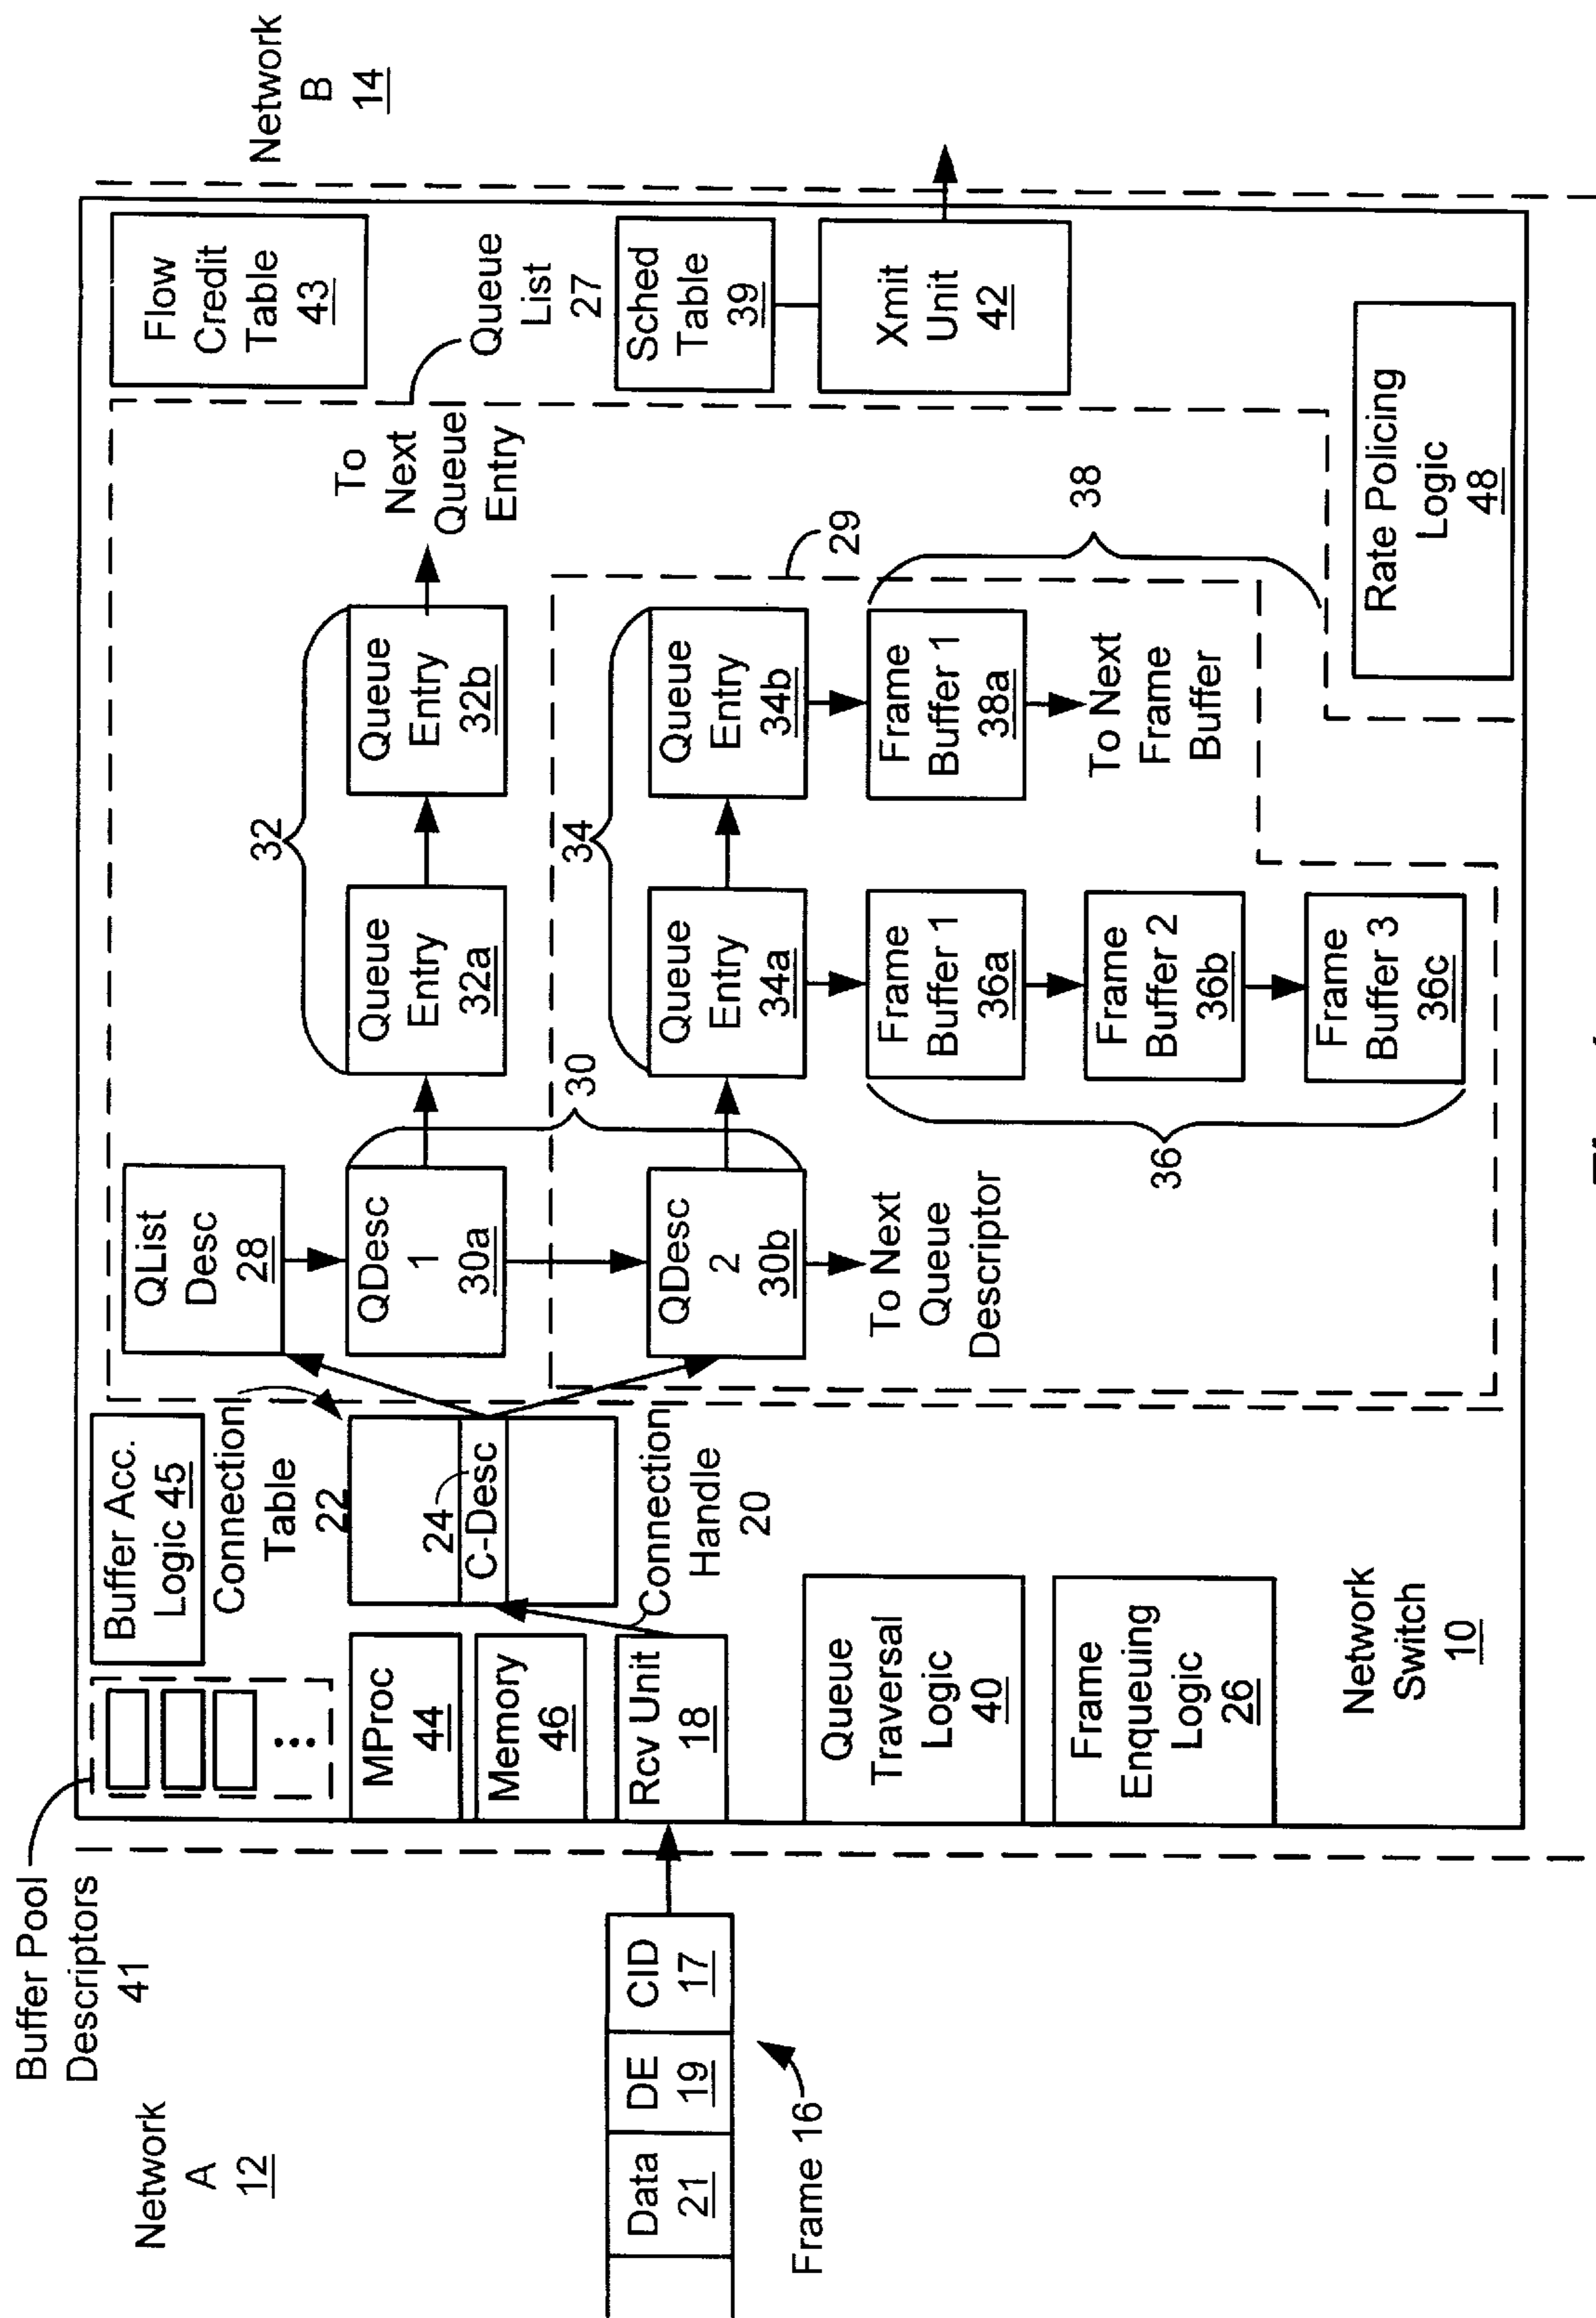 Network
A
12
Buffer Pool
Descriptors
41
Data
21
DE
19
CID
17
Frame 16
Buffer Acc.
Logic 45
MProc
44
Memory
46
Rcv Unit
18
Queue
Traversal
Logic
40
Frame
Enqueuing
Logic
26
Network
Switch
10
Connection
Table
22
24
C-Desc
Connection
Handle
20
QList
Desc
28
QDesc
1
30a
QDesc
2
30b
To Next
Queue
Descriptor
30
32
Queue
Entry
32a
Queue
Entry
32b
To
Next
Queue
Entry
34
Queue
Entry
34a
Queue
Entry
34b
29
Frame
Buffer 1
36a
Frame
Buffer 2
36b
Frame
Buffer 3
36c
36
Frame
Buffer 1
38a
To Next
Frame
Buffer
38
Flow
Credit
Table
43
Queue
List
27
Sched
Table
39
Xmit
Unit
42
Rate Policing
Logic
48
Network
B
14